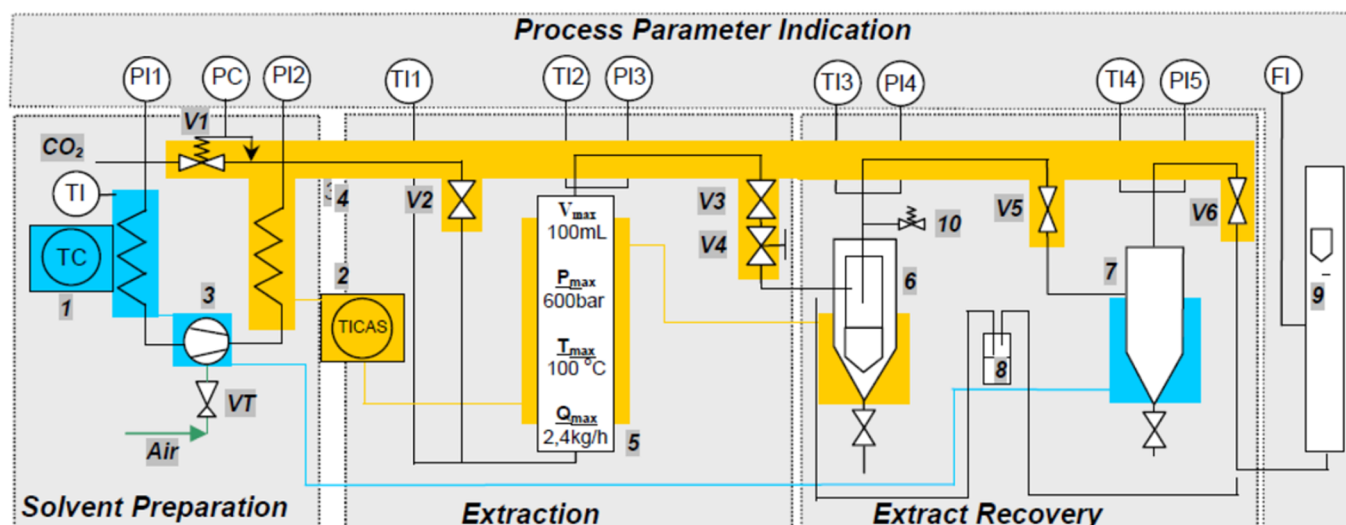 Process Parameter Indication
PI1
PC
PI2
TI1
TI2
PI3
TI3
PI4
TI4
PI5
FI
V1
CO₂
TI
4
V2
V3
V4
10
V5
V6
Vmax
100mL
Pmax
600bar
Tmax
100 °C
Qmax
2,4kg/h
TC
1
3
2
TICAS
6
7
9
8
VT
Air
5
Solvent Preparation
Extraction
Extract Recovery